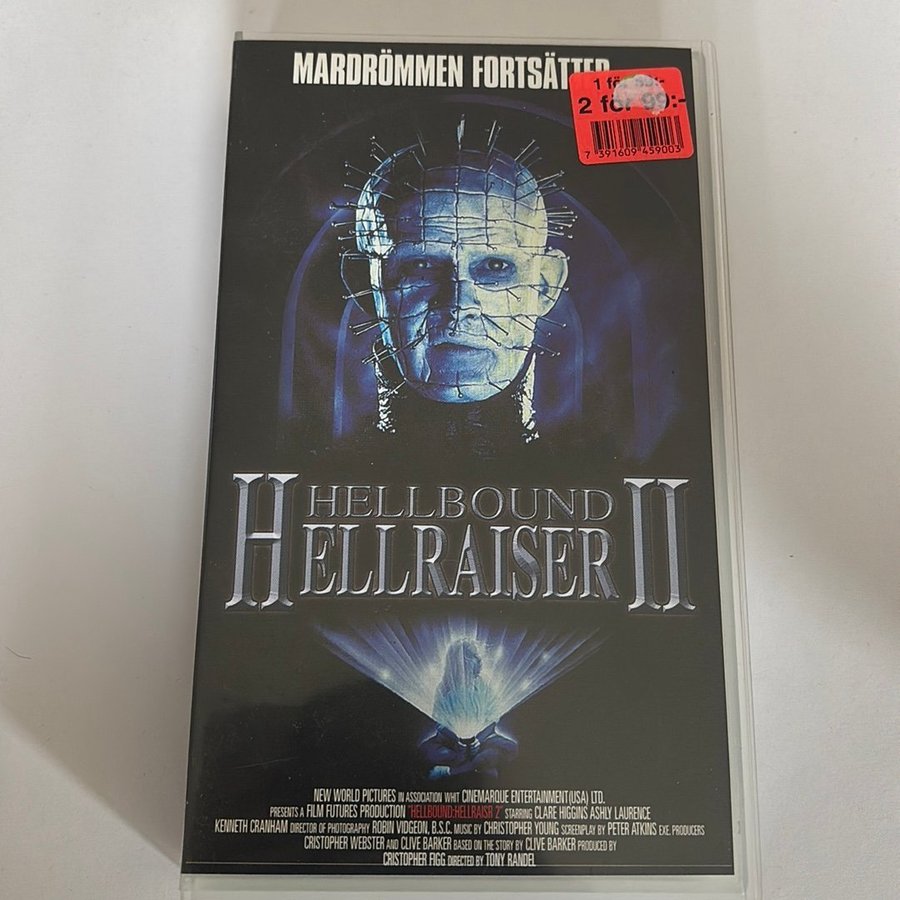 MARDRÖMMEN FORTSÄTTER
1 för 59:-
2 för 99:-
7 391609 459003
HELLBOUND
HELLRAISER II
NEW WORLD PICTURES IN ASSOCIATION WHIT CINEMARQUE ENTERTAINMENT(USA) LTD.
PRESENTS A FILM FUTURES PRODUCTION "HELLBOUND:HELLRAISR 2" STARRING CLARE HIGGINS ASHLY LAURENCE
KENNETH CRANHAM DIRECTOR OF PHOTOGRAPHY ROBIN VIDGEON, B.S.C. MUSIC BY CHRISTOPHER YOUNG SCREENPLAY BY PETER ATKINS EXE. PRODUCERS
CRISTOPHER WEBSTER AND CLIVE BARKER BASED ON THE STORY BY CLIVE BARKER PRODUCED BY
CRISTOPHER FIGG DIRECTED BY TONY RANDEL